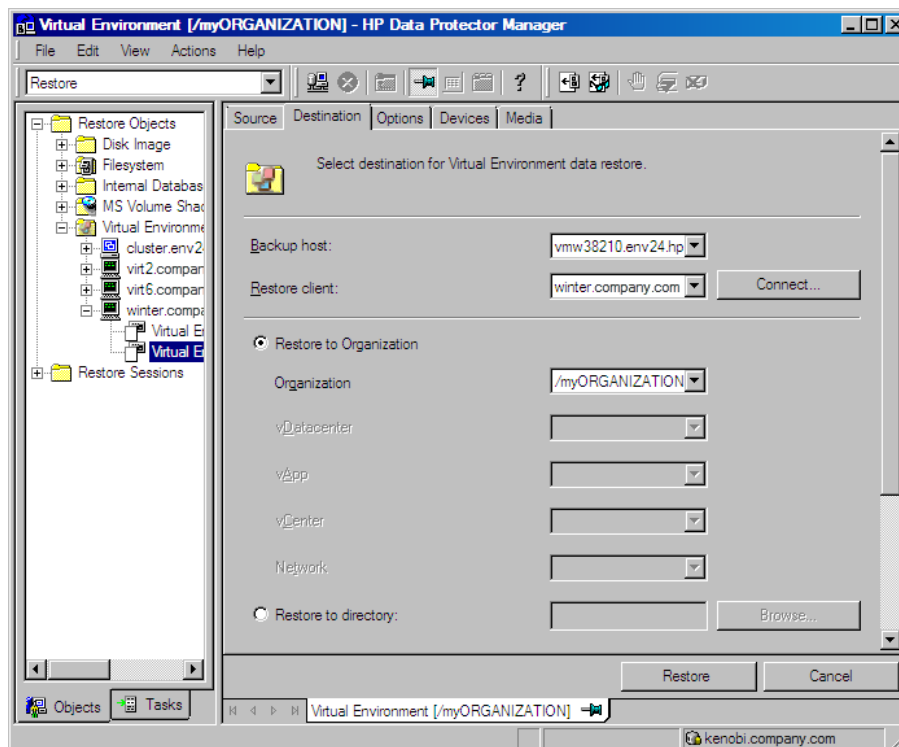 Virtual Environment [/myORGANIZATION] - HP Data Protector Manager
File Edit View Actions Help
Restore
Restore Objects
Disk Image
Filesystem
Internal Databas
MS Volume Shad
Virtual Environme
cluster.env2
virt2.compan
virt6.compan
winter.compa
Virtual E
Virtual E
Restore Sessions
Objects Tasks
Source Destination Options Devices Media
Select destination for Virtual Environment data restore.
Backup host: vmw38210.env24.hp
Restore client: winter.company.com Connect...
Restore to Organization
Organization /myORGANIZATION
vDatacenter
vApp
vCenter
Network
Restore to directory: Browse...
Restore Cancel
Virtual Environment [/myORGANIZATION]
kenobi.company.com